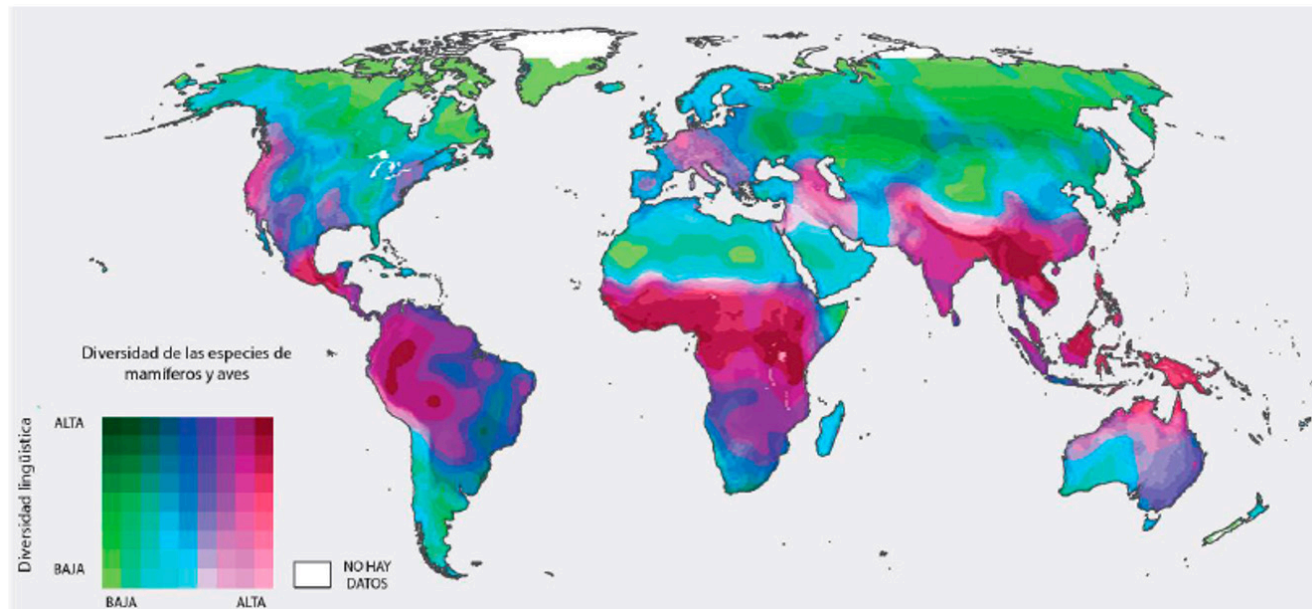 Diversidad de las especies de
mamíferos y aves
ALTA
Diversidad lingüística
BAJA
BAJA
ALTA
NO HAY
DATOS